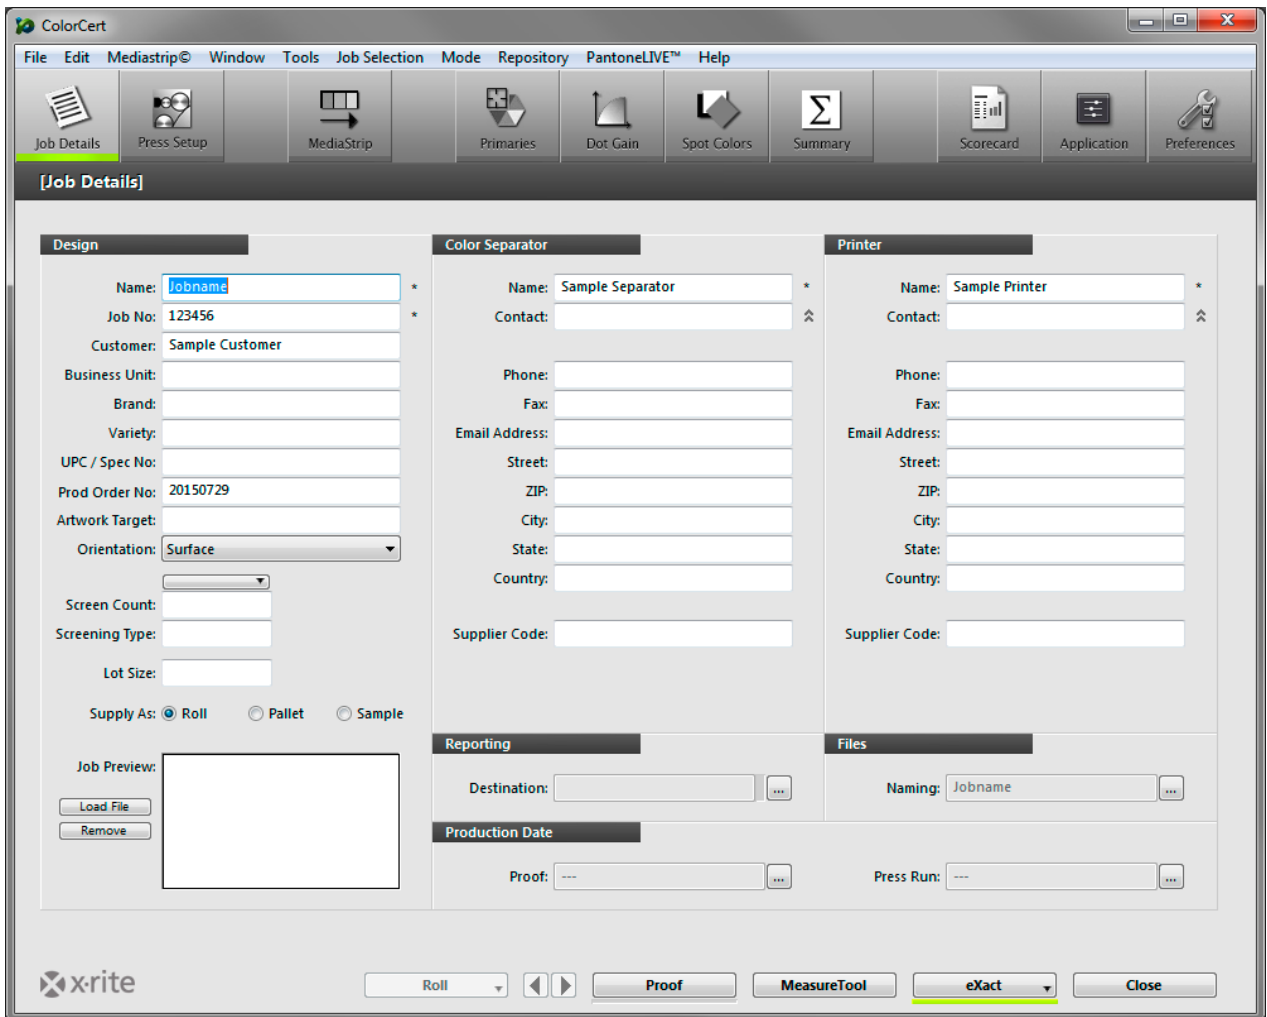 ColorCert
File Edit Mediastrip© Window Tools Job Selection Mode Repository PantoneLIVE™ Help
Job Details Press Setup MediaStrip Primaries Dot Gain Spot Colors Summary Scorecard Application Preferences
[Job Details]
Design
Name: Jobname *
Job No: 123456 *
Customer: Sample Customer
Business Unit:
Brand:
Variety:
UPC / Spec No:
Prod Order No: 20150729
Artwork Target:
Orientation: Surface
Screen Count:
Screening Type:
Lot Size:
Supply As: Roll Pallet Sample
Job Preview:
Load File
Remove
Color Separator
Name: Sample Separator *
Contact:
Phone:
Fax:
Email Address:
Street:
ZIP:
City:
State:
Country:
Supplier Code:
Printer
Name: Sample Printer *
Contact:
Phone:
Fax:
Email Address:
Street:
ZIP:
City:
State:
Country:
Supplier Code:
Reporting
Destination: ...
Files
Naming: Jobname ...
Production Date
Proof: --- ...
Press Run: --- ...
x·rite
Roll Proof MeasureTool eXact Close